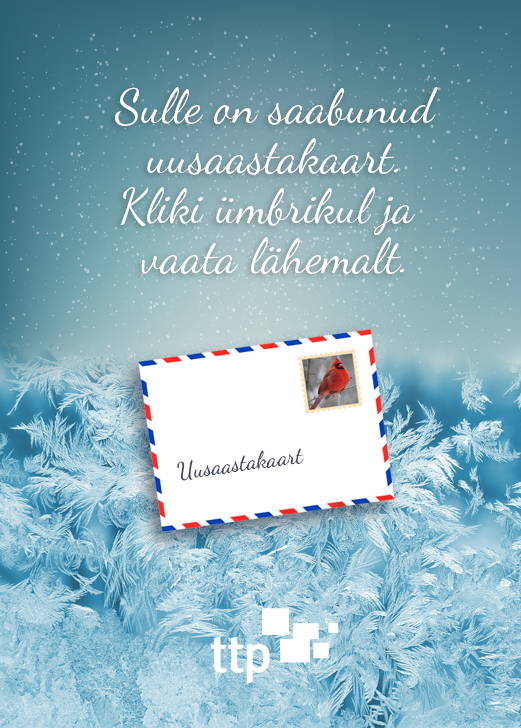 Sulle on saabunud
uusaastakaart.
Kliki ümbrikul ja
vaata lähemalt.
Uusaastakaart
ttp